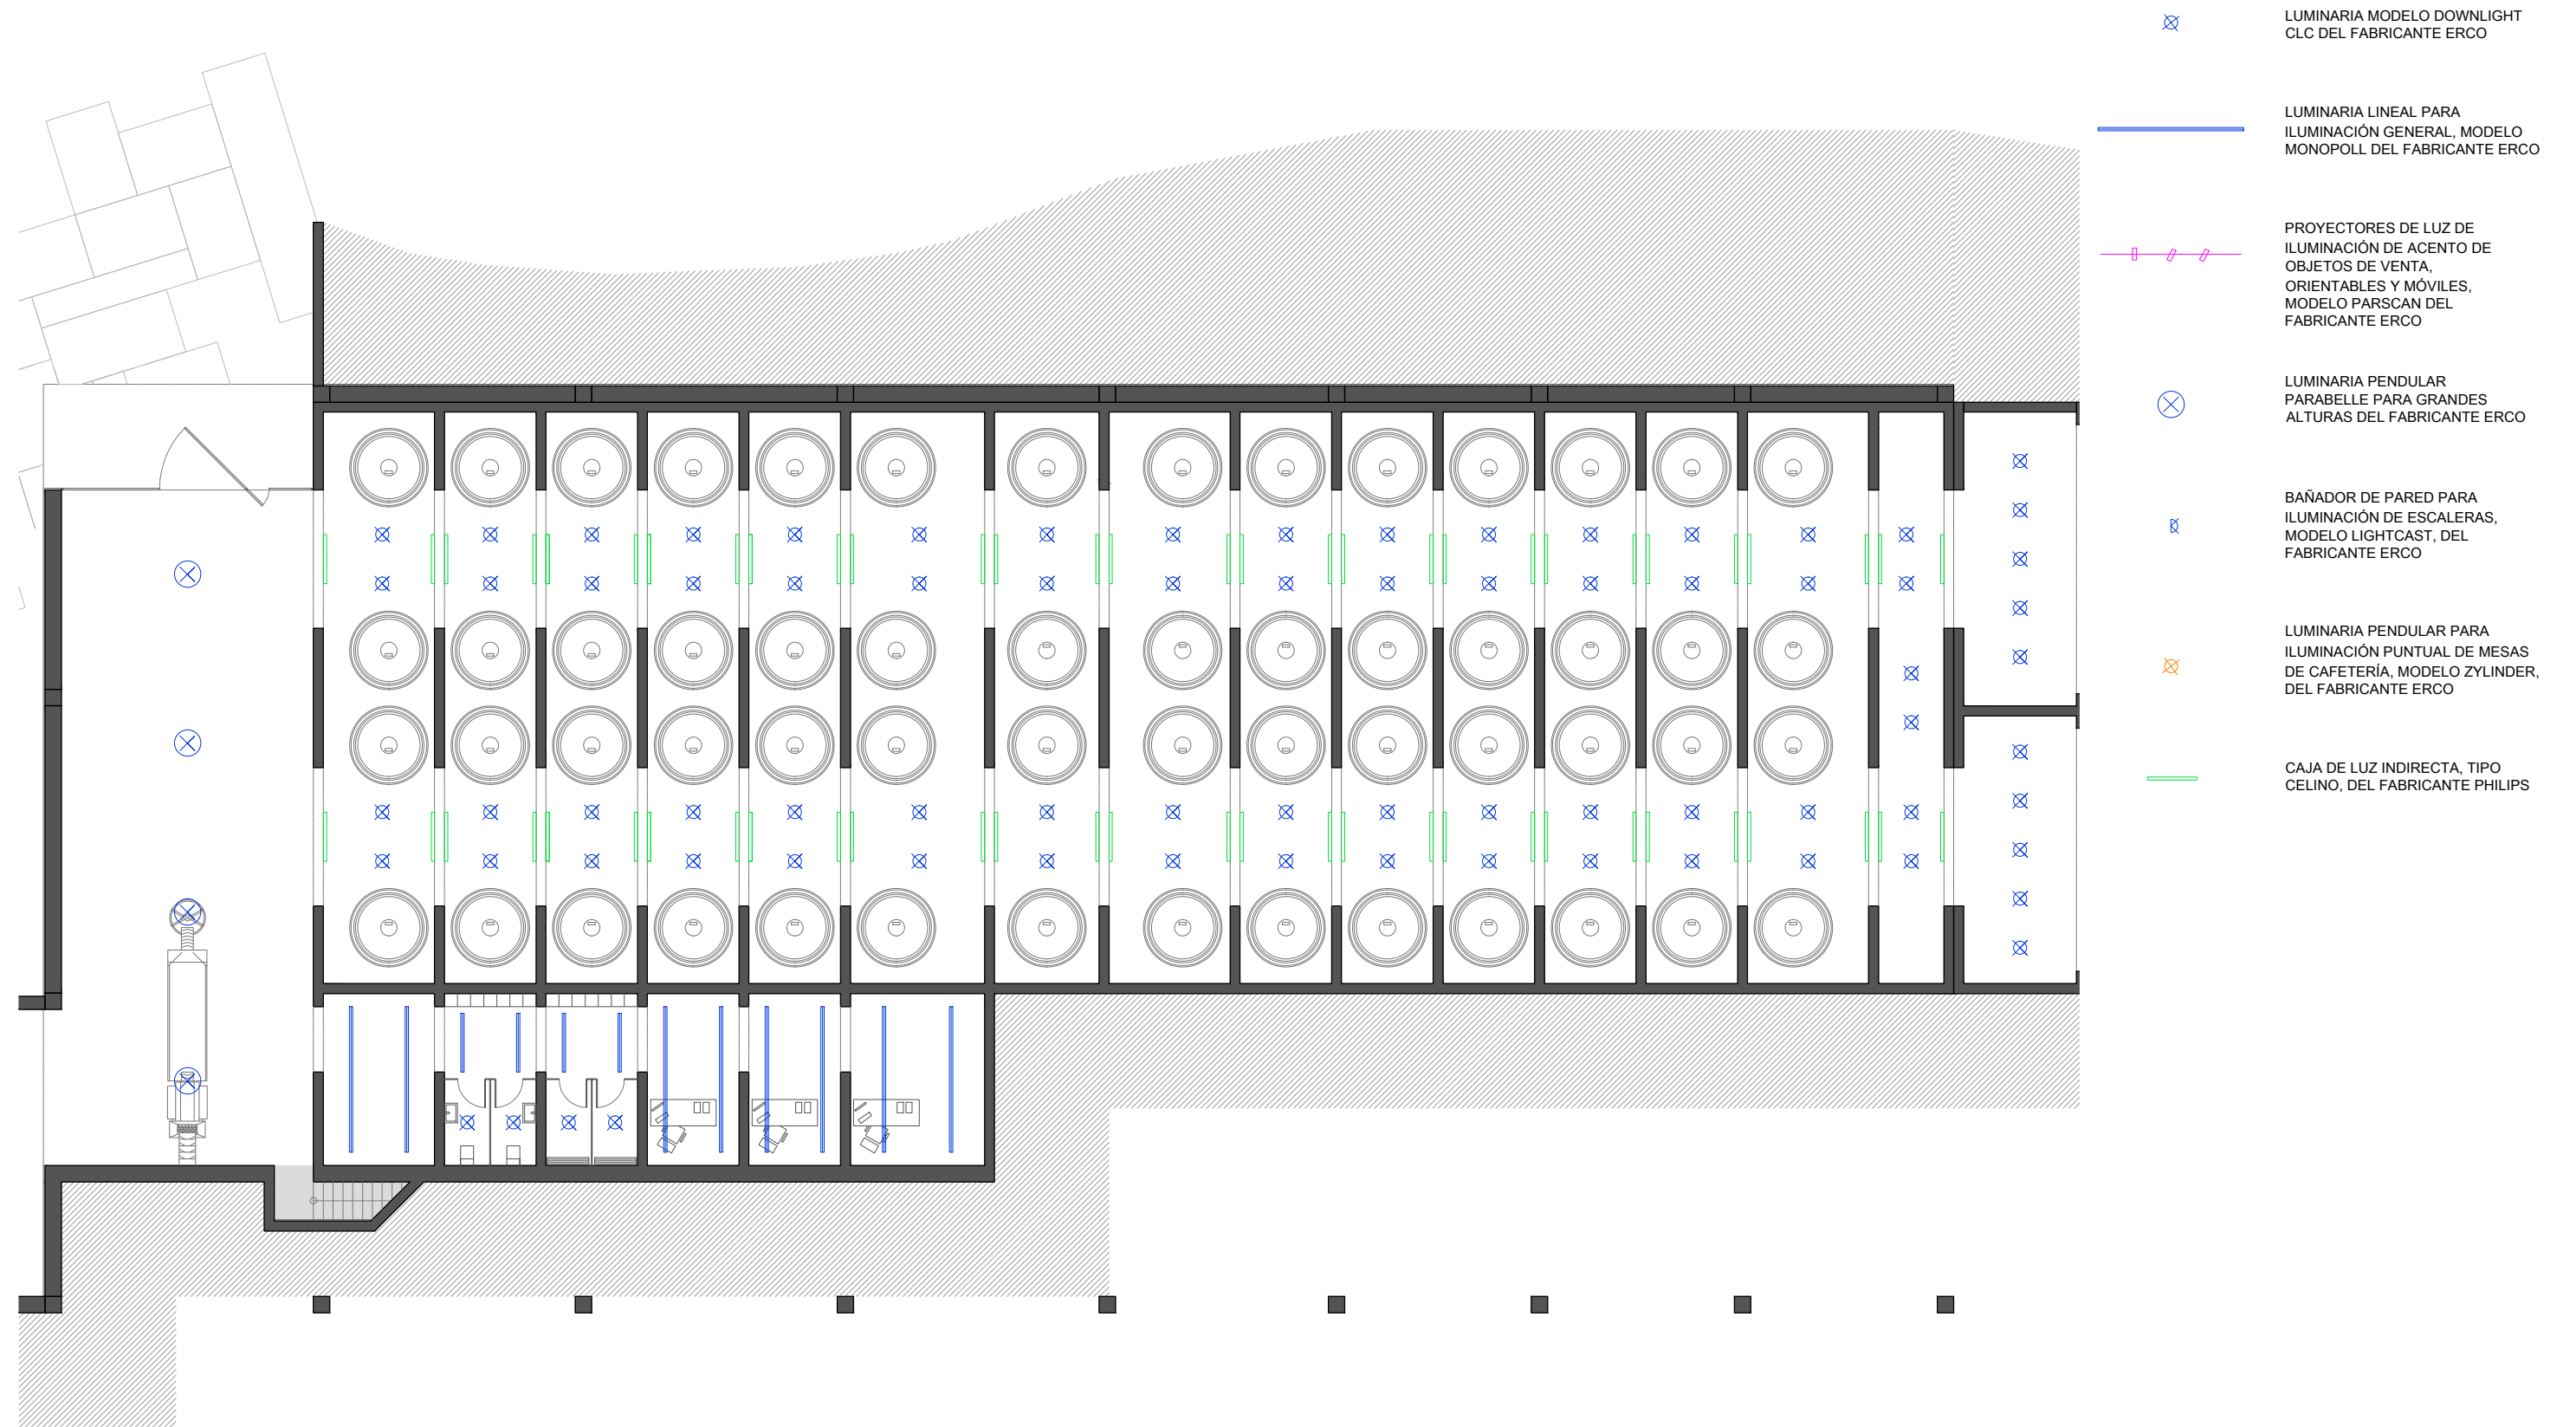 LUMINARIA MODELO DOWNLIGHT
CLC DEL FABRICANTE ERCO
LUMINARIA LINEAL PARA
ILUMINACIÓN GENERAL, MODELO
MONOPOLL DEL FABRICANTE ERCO
PROYECTORES DE LUZ DE
ILUMINACIÓN DE ACENTO DE
OBJETOS DE VENTA,
ORIENTABLES Y MÓVILES,
MODELO PARSCAN DEL
FABRICANTE ERCO
LUMINARIA PENDULAR
PARABELLE PARA GRANDES
ALTURAS DEL FABRICANTE ERCO
BAÑADOR DE PARED PARA
ILUMINACIÓN DE ESCALERAS,
MODELO LIGHTCAST, DEL
FABRICANTE ERCO
LUMINARIA PENDULAR PARA
ILUMINACIÓN PUNTUAL DE MESAS
DE CAFETERÍA, MODELO ZYLINDER,
DEL FABRICANTE ERCO
CAJA DE LUZ INDIRECTA, TIPO
CELINO, DEL FABRICANTE PHILIPS